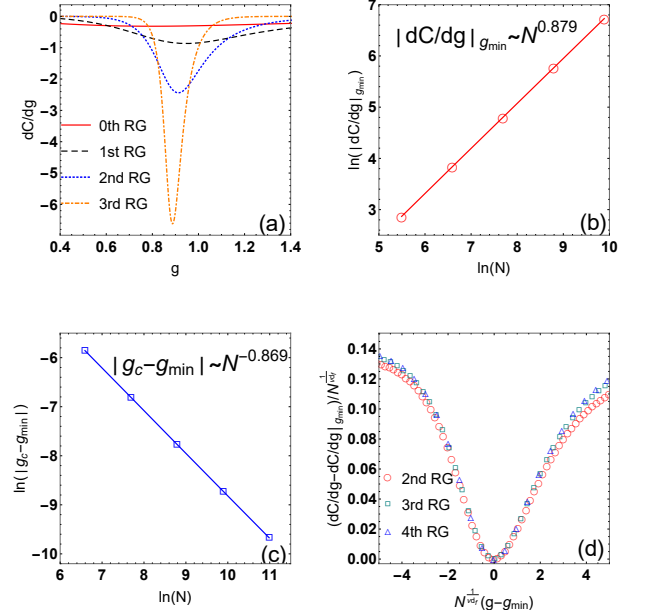 0
−1
−2
−3
−4
−5
−6
dC/dg
0th RG
1st RG
2nd RG
3rd RG
(a)
0.4 0.6 0.8 1.0 1.2 1.4
g
7
6
5
4
3
ln(|dC/dg|gmin)
|dC/dg|gmin~N^0.879
(b)
5 6 7 8 9 10
ln(N)
−6
−7
−8
−9
−10
ln(|gc−gmin|)
|gc−gmin|~N^−0.869
(c)
6 7 8 9 10 11
ln(N)
0.14
0.12
0.10
0.08
0.06
0.04
0.02
0.00
(dC/dg−dC/dg|gmin)/N^(1/νdf)
2nd RG
3rd RG
4th RG
(d)
−4 −2 0 2 4
N^(1/νdf)(g−gmin)